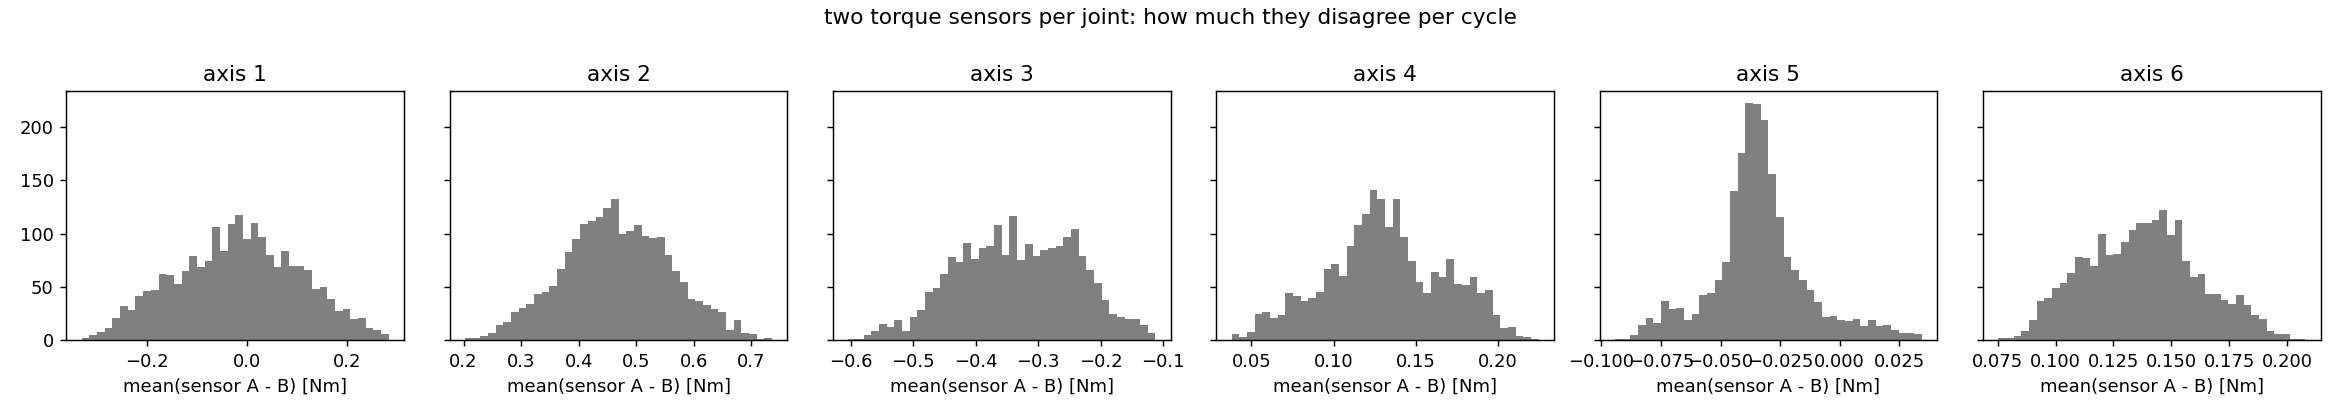 two torque sensors per joint: how much they disagree per cycle
axis 1 axis 2 axis 3 axis 4 axis 5 axis 6
200
150
100
50
0
−0.2 0.0 0.2 0.2 0.3 0.4 0.5 0.6 0.7 −0.6 −0.5 −0.4 −0.3 −0.2 −0.1 0.05 0.10 0.15 0.20 −0.100 −0.075 −0.050 −0.025 0.000 0.025 0.075 0.100 0.125 0.150 0.175 0.200
mean(sensor A - B) [Nm] mean(sensor A - B) [Nm] mean(sensor A - B) [Nm] mean(sensor A - B) [Nm] mean(sensor A - B) [Nm] mean(sensor A - B) [Nm]